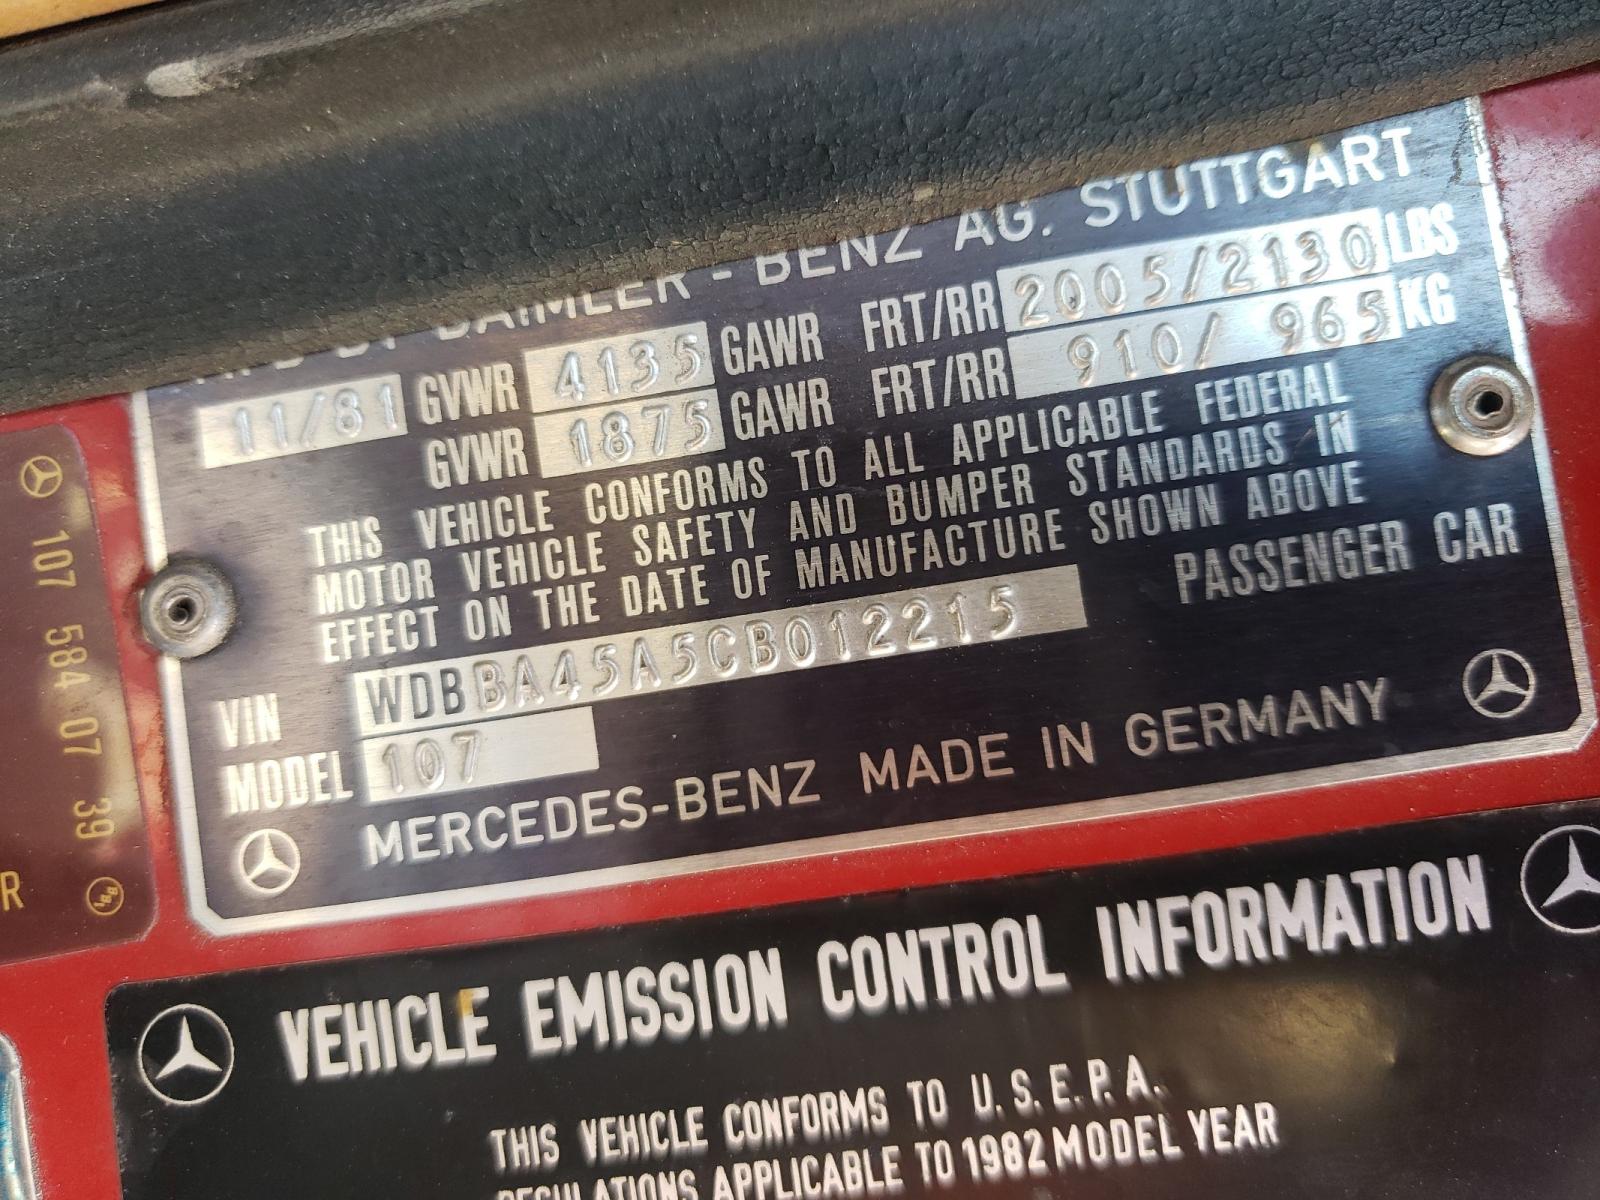 DAIMLER - BENZ AG. STUTTGART
11/81 GVWR 4135 GAWR FRT/RR 2005/2130 LBS
GVWR 1875 GAWR FRT/RR 910/ 965 KG
THIS VEHICLE CONFORMS TO ALL APPLICABLE FEDERAL
MOTOR VEHICLE SAFETY AND BUMPER STANDARDS IN
EFFECT ON THE DATE OF MANUFACTURE SHOWN ABOVE
VIN WDBBA45A5CB012215 PASSENGER CAR
MODEL 107
MERCEDES-BENZ MADE IN GERMANY
107 584 07 39
R
VEHICLE EMISSION CONTROL INFORMATION
THIS VEHICLE CONFORMS TO U.S.E.P.A.
REGULATIONS APPLICABLE TO 1982 MODEL YEAR